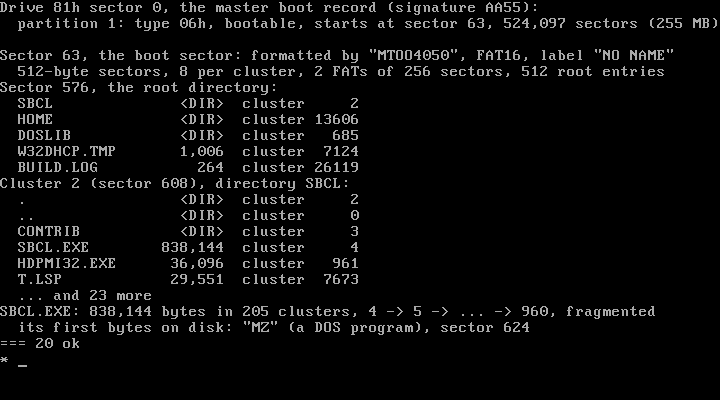 Drive 81h sector 0, the master boot record (signature AA55):
  partition 1: type 06h, bootable, starts at sector 63, 524,097 sectors (255 MB)

Sector 63, the boot sector: formatted by "MTOO4050", FAT16, label "NO NAME"
  512-byte sectors, 8 per cluster, 2 FATs of 256 sectors, 512 root entries
Sector 576, the root directory:
  SBCL            <DIR>  cluster     2
  HOME            <DIR>  cluster 13606
  DOSLIB          <DIR>  cluster   685
  W32DHCP.TMP     1,006  cluster  7124
  BUILD.LOG         264  cluster 26119
Cluster 2 (sector 608), directory SBCL:
  .               <DIR>  cluster     2
  ..              <DIR>  cluster     0
  CONTRIB         <DIR>  cluster     3
  SBCL.EXE      838,144  cluster     4
  HDPMI32.EXE    36,096  cluster   961
  T.LSP          29,551  cluster  7673
  ... and 23 more
SBCL.EXE: 838,144 bytes in 205 clusters, 4 -> 5 -> ... -> 960, fragmented
  its first bytes on disk: "MZ" (a DOS program), sector 624
=== 20 ok
* _